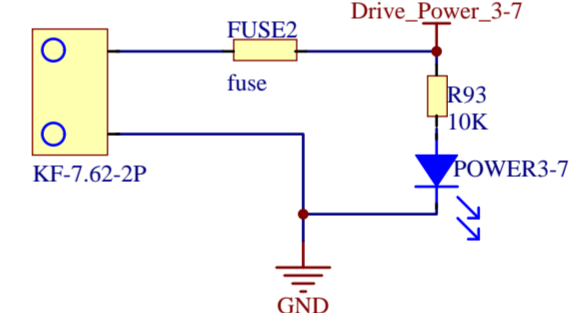 Drive_Power_3-7
FUSE2
fuse
R93
10K
KF-7.62-2P
POWER3-7
GND